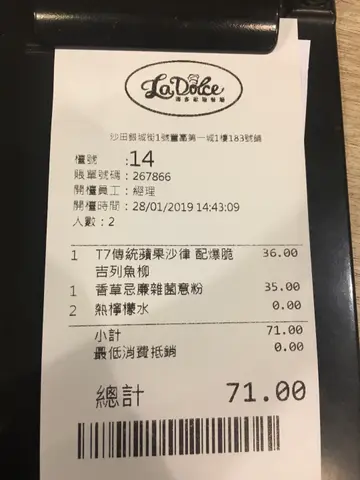 La Dolce
沙田銀城街1號置富第一城1樓183號舖
檯號 :14
賬單號碼：267866
開檯員工：經理
開檯時間：28/01/2019 14:43:09
人數：2
1 T7傳統蘋果沙律 配爆脆 36.00
吉列魚柳
1 香草忌廉雜菌意粉 35.00
2 熱檸檬水 0.00
小計 71.00
最低消費抵銷 0.00
總計 71.00